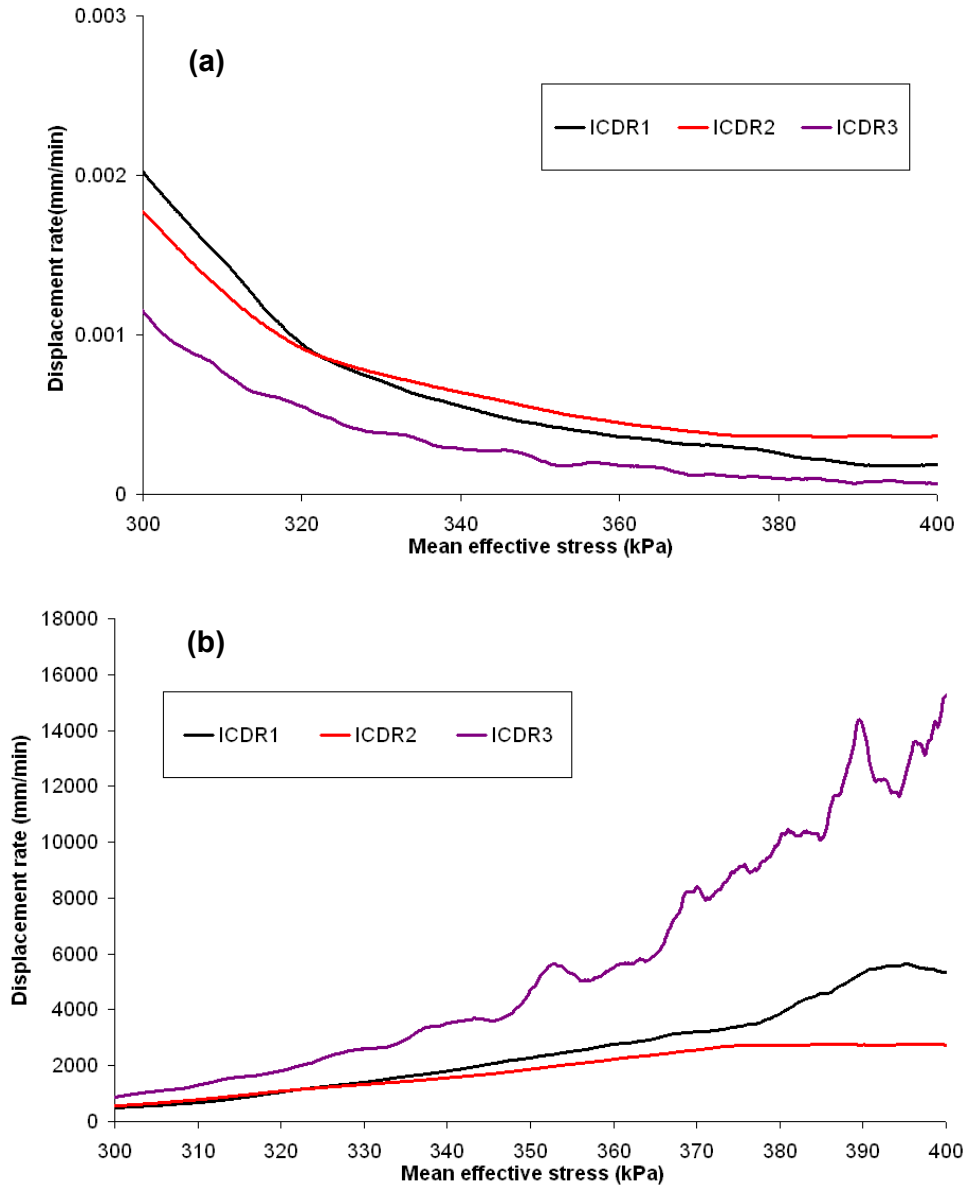 0.003
(a)
ICDR1 ICDR2 ICDR3
0.002
Displacement rate(mm/min)
0.001
0
300 320 340 360 380 400
Mean effective stress (kPa)
18000
(b)
16000
ICDR1 ICDR2 ICDR3
14000
12000
Displacement rate (mm/min)
10000
8000
6000
4000
2000
0
300 310 320 330 340 350 360 370 380 390 400
Mean effective stress (kPa)